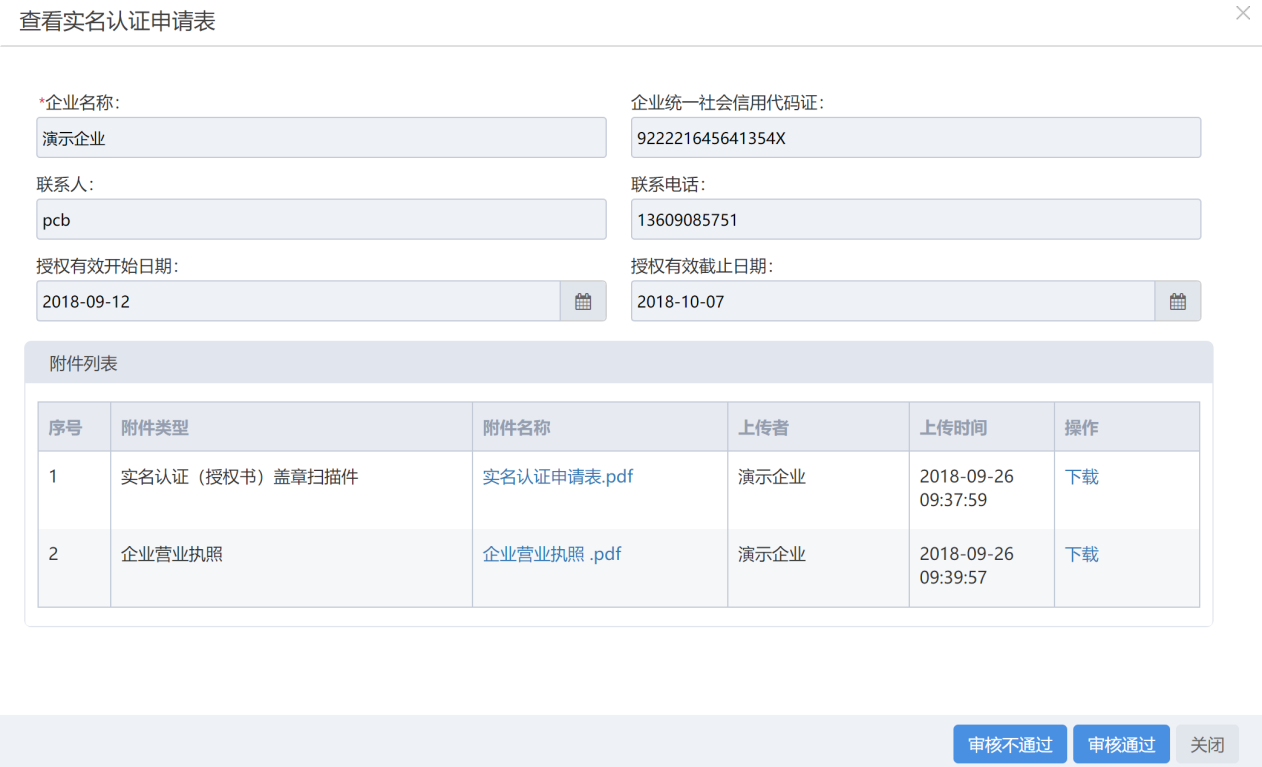 查看实名认证申请表
*企业名称：
企业统一社会信用代码证：
演示企业
922221645641354X
联系人：
联系电话：
pcb
13609085751
授权有效开始日期：
授权有效截止日期：
2018-09-12
2018-10-07
附件列表
序号 附件类型 附件名称 上传者 上传时间 操作
1 实名认证（授权书）盖章扫描件 实名认证申请表.pdf 演示企业 2018-09-26 下载
09:37:59
2 企业营业执照 企业营业执照 .pdf 演示企业 2018-09-26 下载
09:39:57
审核不通过 审核通过 关闭